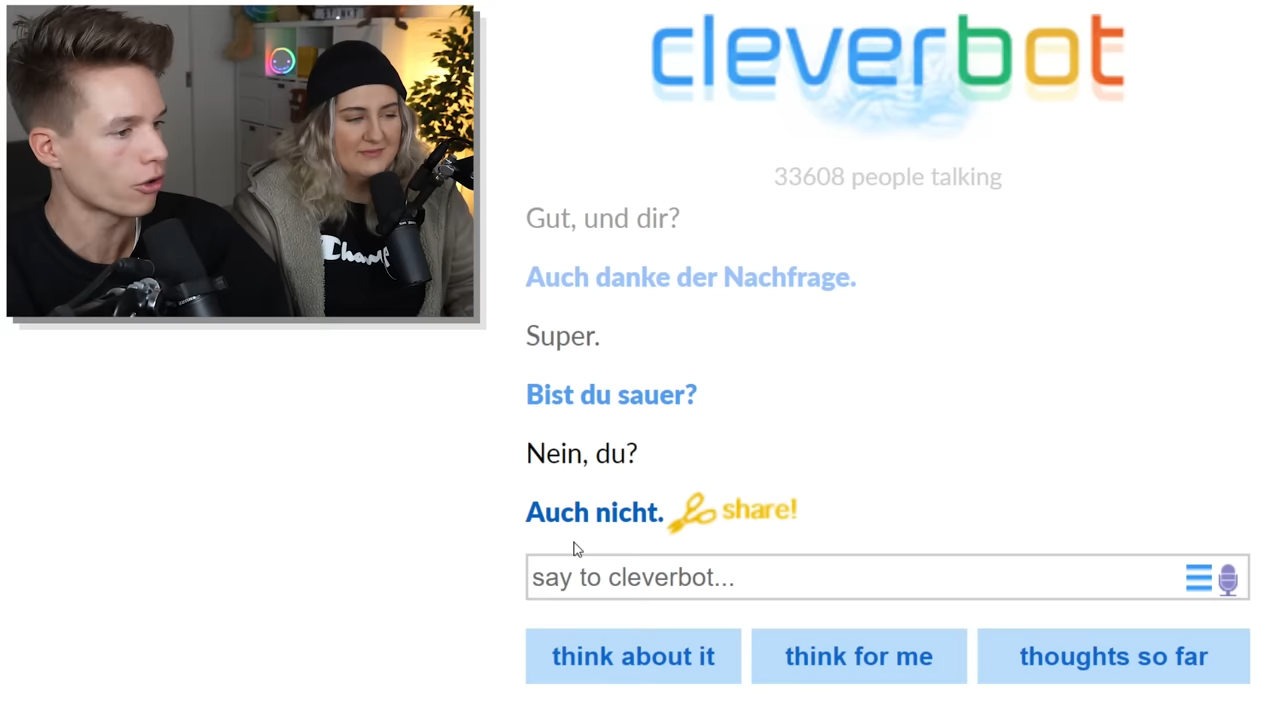 cleverbot
33608 people talking
Gut, und dir?
Auch danke der Nachfrage.
Super.
Bist du sauer?
Nein, du?
Auch nicht. share!
say to cleverbot...
think about it think for me thoughts so far